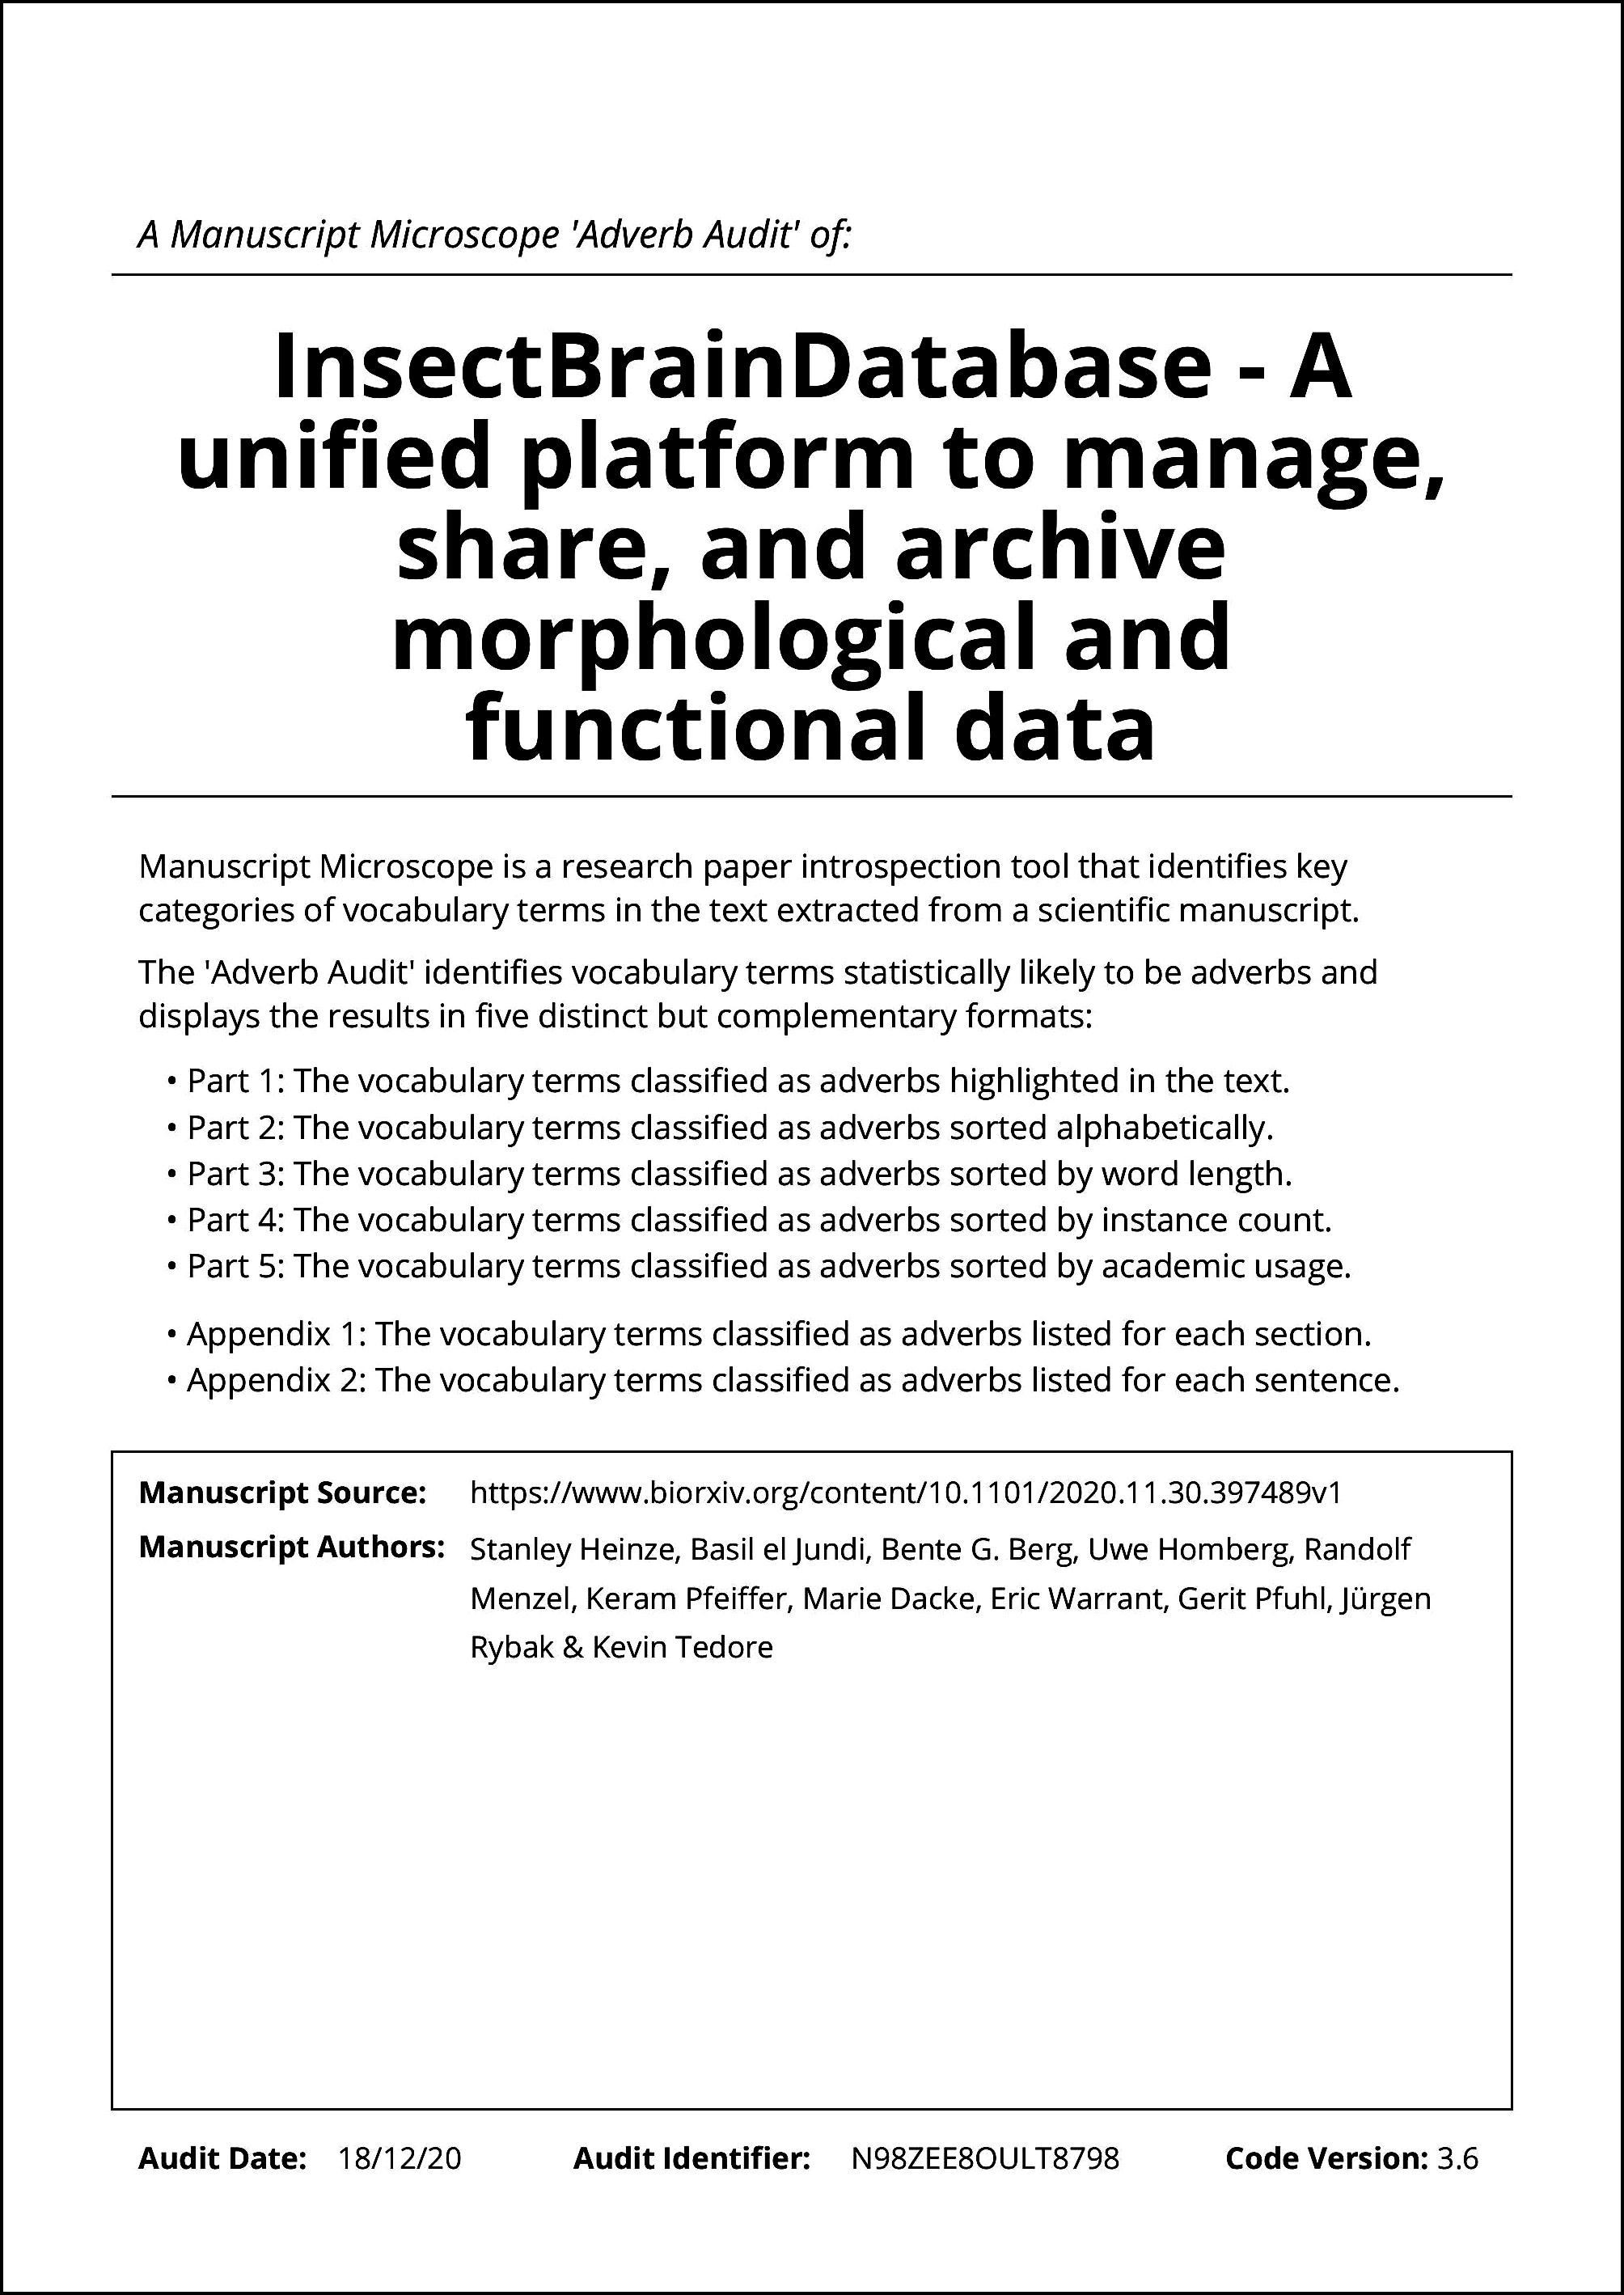 A Manuscript Microscope 'Adverb Audit' of:
InsectBrainDatabase - A
unified platform to manage,
share, and archive
morphological and
functional data
Manuscript Microscope is a research paper introspection tool that identifies key
categories of vocabulary terms in the text extracted from a scientific manuscript.
The 'Adverb Audit' identifies vocabulary terms statistically likely to be adverbs and
displays the results in five distinct but complementary formats:
• Part 1: The vocabulary terms classified as adverbs highlighted in the text.
• Part 2: The vocabulary terms classified as adverbs sorted alphabetically.
• Part 3: The vocabulary terms classified as adverbs sorted by word length.
• Part 4: The vocabulary terms classified as adverbs sorted by instance count.
• Part 5: The vocabulary terms classified as adverbs sorted by academic usage.
• Appendix 1: The vocabulary terms classified as adverbs listed for each section.
• Appendix 2: The vocabulary terms classified as adverbs listed for each sentence.
Manuscript Source: https://www.biorxiv.org/content/10.1101/2020.11.30.397489v1
Manuscript Authors: Stanley Heinze, Basil el Jundi, Bente G. Berg, Uwe Homberg, Randolf
Menzel, Keram Pfeiffer, Marie Dacke, Eric Warrant, Gerit Pfuhl, Jürgen
Rybak & Kevin Tedore
Audit Date: 18/12/20 Audit Identifier: N98ZEE8OULT8798 Code Version: 3.6